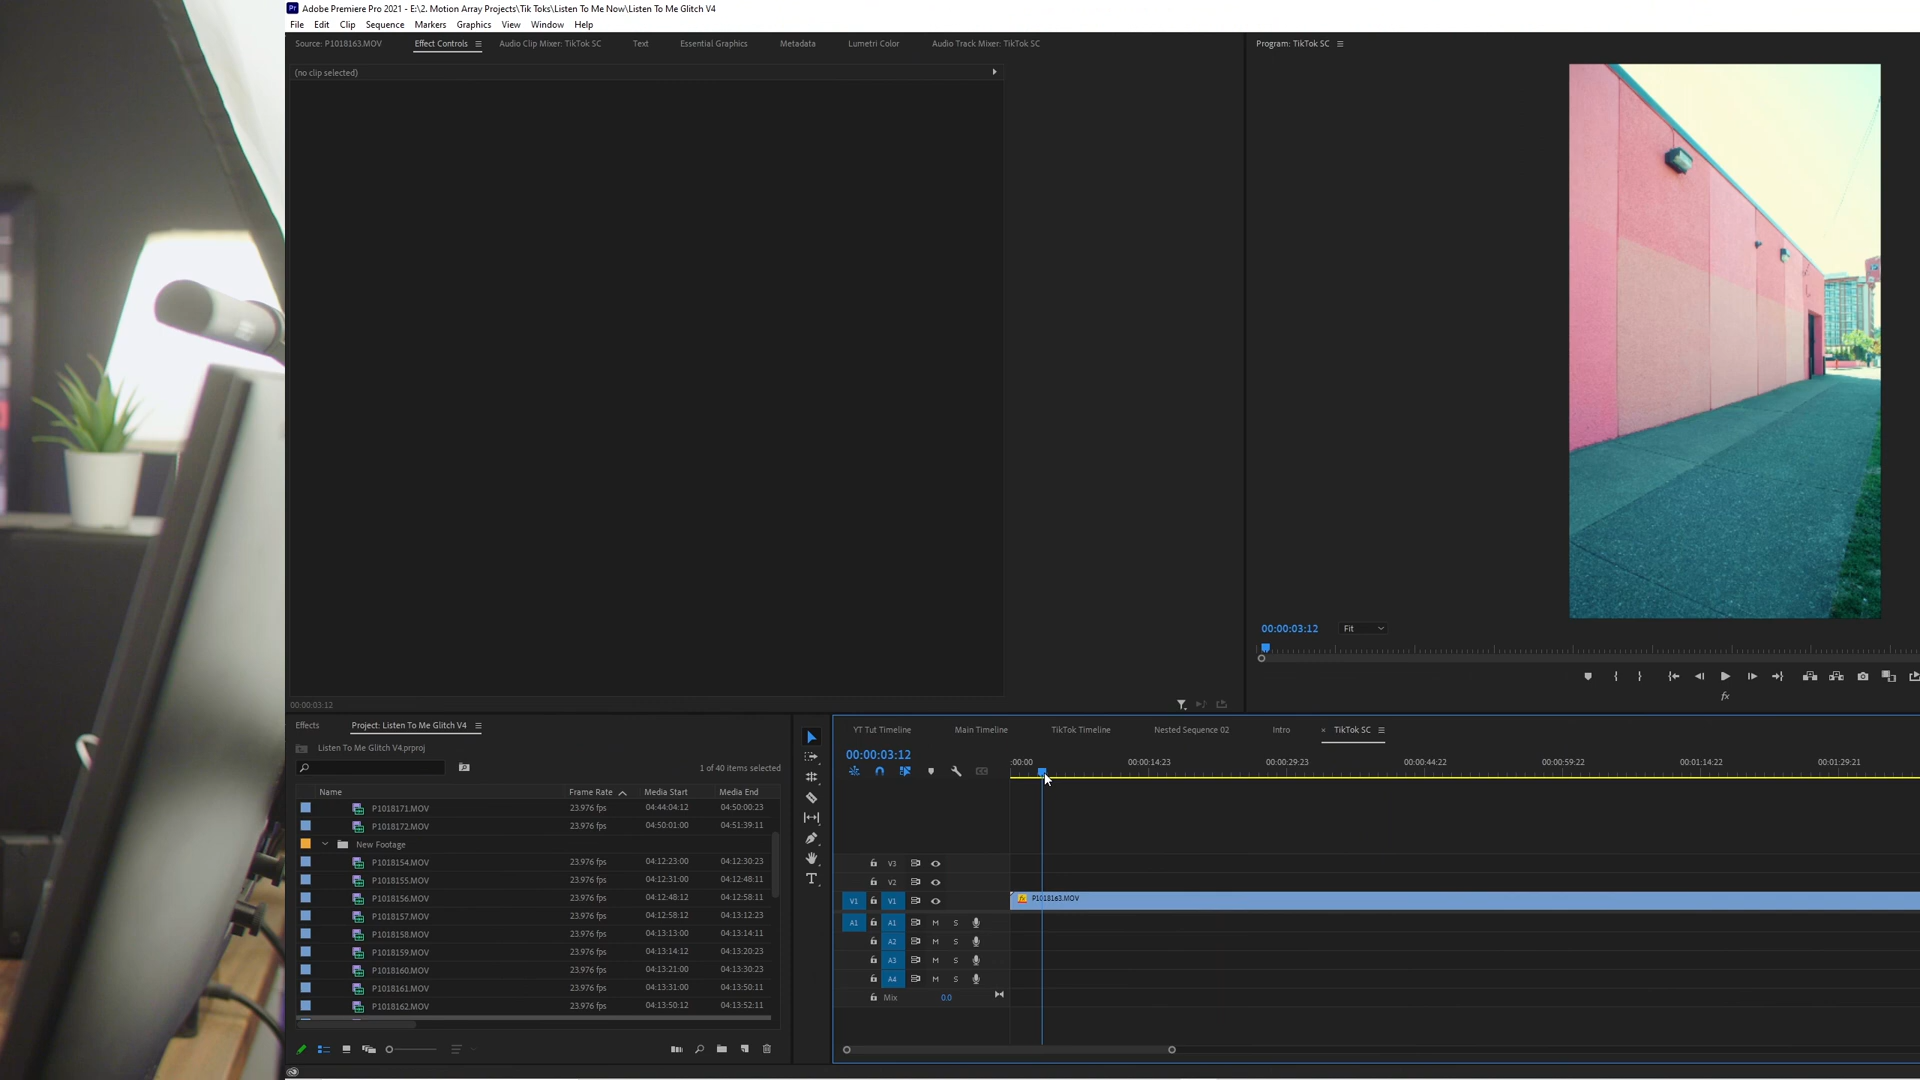 Adobe Premiere Pro 2021 - E:\2. Motion Array Projects\Tik Toks\Listen To Me Now\Listen To Me Glitch V4
File Edit Clip Sequence Markers Graphics View Window Help
Source: P1018163.MOV Effect Controls Audio Clip Mixer: TikTok SC Text Essential Graphics Metadata Lumetri Color Audio Track Mixer: TikTok SC Program: TikTok SC
(no clip selected)
00:00:03:12 Fit
fx
00:00:03:12
Effects Project: Listen To Me Glitch V4
Listen To Me Glitch V4.prproj
1 of 40 items selected
Name Frame Rate Media Start Media End
P1018171.MOV 23.976 fps 04:44:04:12 04:50:00:23
P1018172.MOV 23.976 fps 04:50:01:00 04:51:39:11
New Footage
P1018154.MOV 23.976 fps 04:12:23:00 04:12:30:23
P1018155.MOV 23.976 fps 04:12:31:00 04:12:48:11
P1018156.MOV 23.976 fps 04:12:48:12 04:12:58:11
P1018157.MOV 23.976 fps 04:12:58:12 04:13:12:23
P1018158.MOV 23.976 fps 04:13:13:00 04:13:14:11
P1018159.MOV 23.976 fps 04:13:14:12 04:13:20:23
P1018160.MOV 23.976 fps 04:13:21:00 04:13:30:23
P1018161.MOV 23.976 fps 04:13:31:00 04:13:50:11
P1018162.MOV 23.976 fps 04:13:50:12 04:13:52:11
YT Tut Timeline Main Timeline TikTok Timeline Nested Sequence 02 Intro × TikTok SC
00:00:03:12
:00:00 00:00:14:23 00:00:29:23 00:00:44:22 00:00:59:22 00:01:14:22 00:01:29:21
V3
V2
V1 V1 fx P1018163.MOV
A1 A1 M S
A2 M S
A3 M S
A4 M S
Mix 0.0